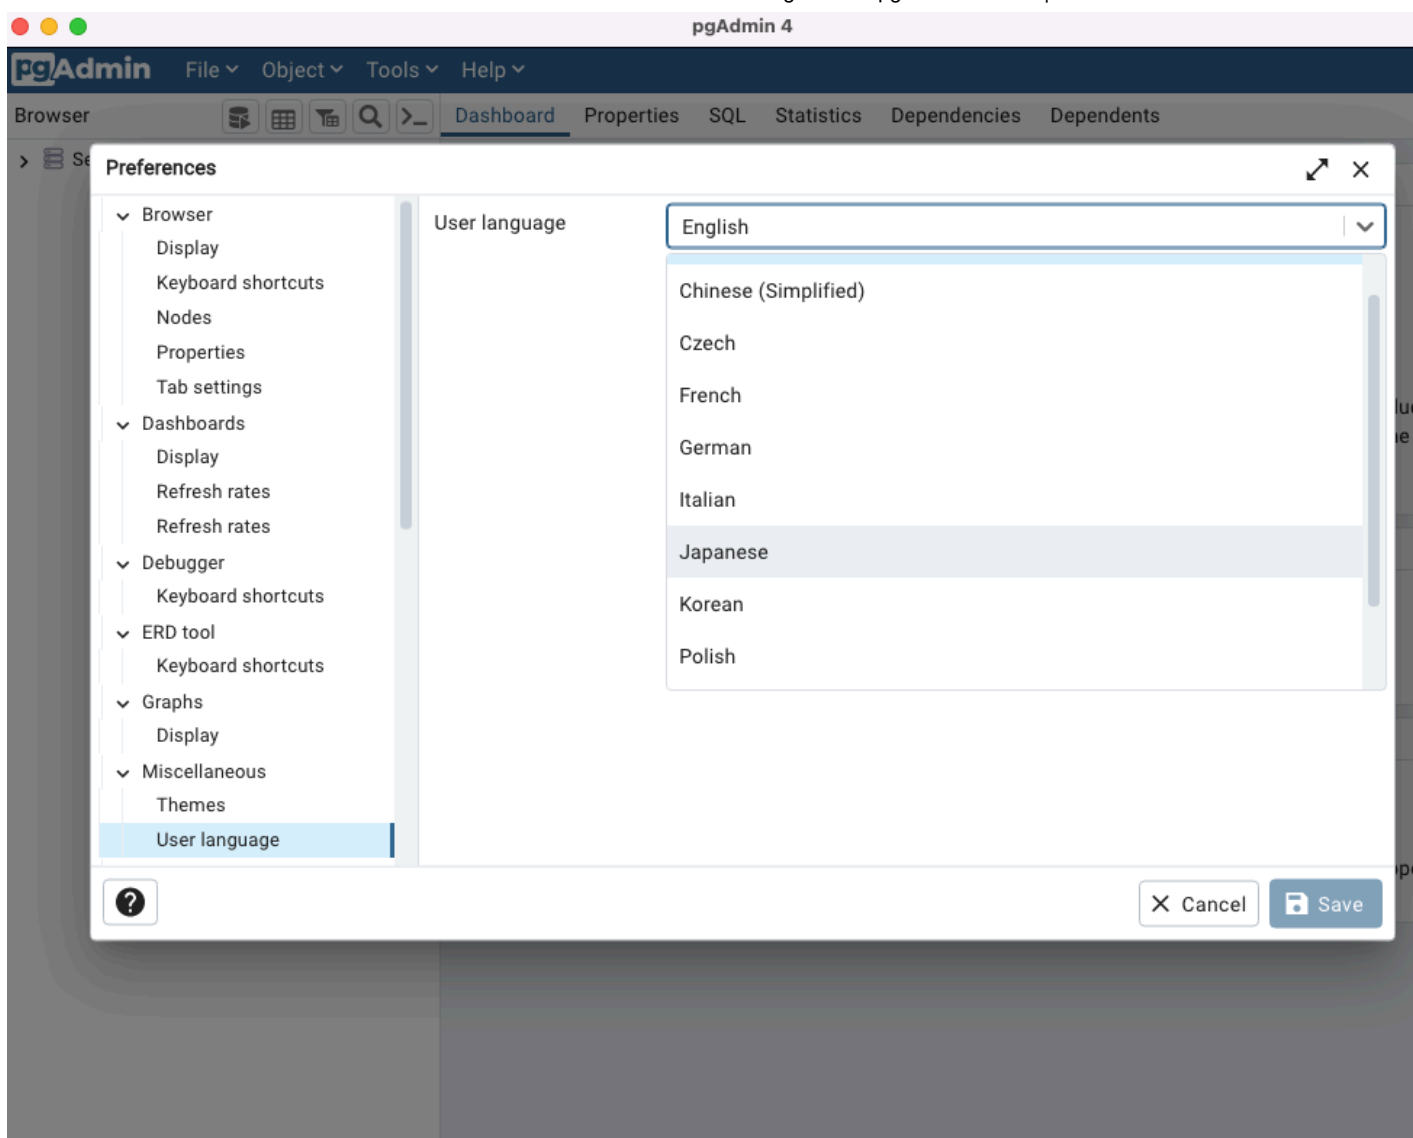 pgAdmin 4
pgAdmin File Object Tools Help
Browser Dashboard Properties SQL Statistics Dependencies Dependents
Se
Preferences
Browser
Display
Keyboard shortcuts
Nodes
Properties
Tab settings
Dashboards
Display
Refresh rates
Refresh rates
Debugger
Keyboard shortcuts
ERD tool
Keyboard shortcuts
Graphs
Display
Miscellaneous
Themes
User language
User language
English
Chinese (Simplified)
Czech
French
German
Italian
Japanese
Korean
Polish
Cancel Save